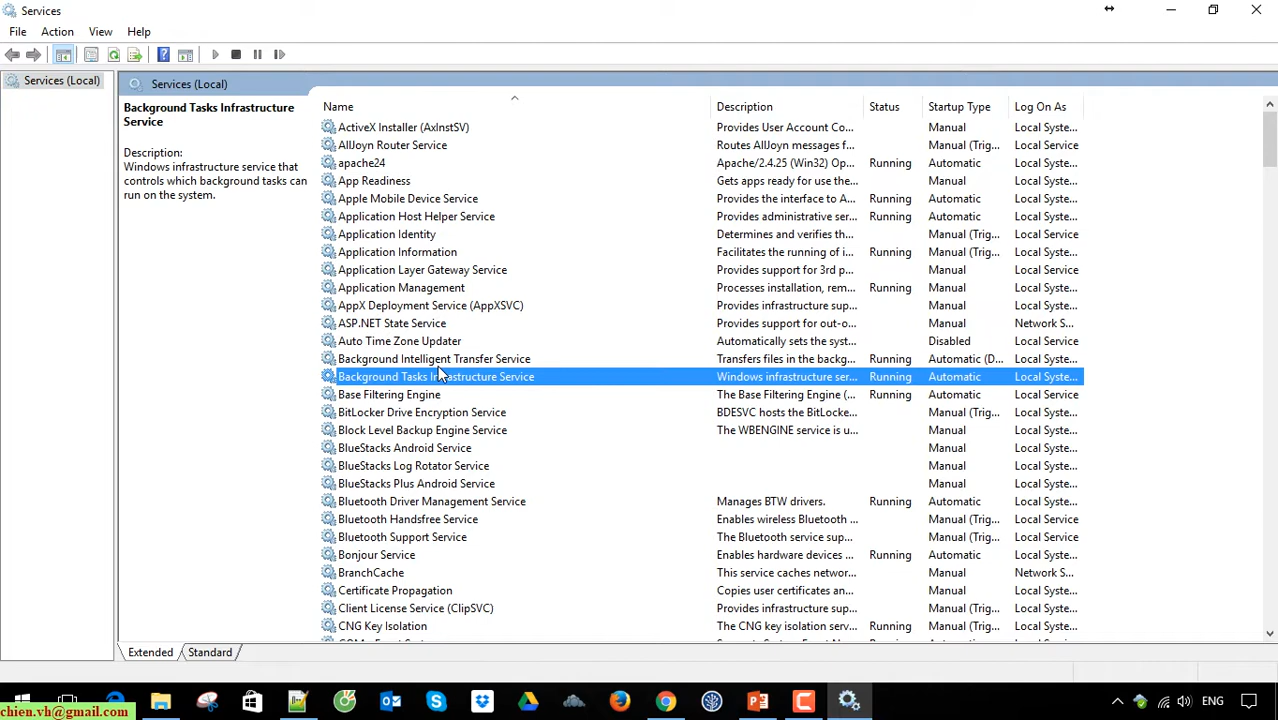 Services
File Action View Help
Services (Local)
Services (Local)
Background Tasks Infrastructure
Service
Description:
Windows infrastructure service that
controls which background tasks can
run on the system.
Name Description Status Startup Type Log On As
ActiveX Installer (AxInstSV) Provides User Account Co... Manual Local Syste...
AllJoyn Router Service Routes AllJoyn messages f... Manual (Trig... Local Service
apache24 Apache/2.4.25 (Win32) Op... Running Automatic Local Syste...
App Readiness Gets apps ready for use the... Manual Local Syste...
Apple Mobile Device Service Provides the interface to A... Running Automatic Local Syste...
Application Host Helper Service Provides administrative ser... Running Automatic Local Syste...
Application Identity Determines and verifies th... Manual (Trig... Local Service
Application Information Facilitates the running of i... Running Manual (Trig... Local Syste...
Application Layer Gateway Service Provides support for 3rd p... Manual Local Service
Application Management Processes installation, rem... Running Manual Local Syste...
AppX Deployment Service (AppXSVC) Provides infrastructure sup... Manual Local Syste...
ASP.NET State Service Provides support for out-o... Manual Network S...
Auto Time Zone Updater Automatically sets the syst... Disabled Local Service
Background Intelligent Transfer Service Transfers files in the backg... Running Automatic (D... Local Syste...
Background Tasks Infrastructure Service Windows infrastructure ser... Running Automatic Local Syste...
Base Filtering Engine The Base Filtering Engine (... Running Automatic Local Service
BitLocker Drive Encryption Service BDESVC hosts the BitLocke... Manual (Trig... Local Syste...
Block Level Backup Engine Service The WBENGINE service is u... Manual Local Syste...
BlueStacks Android Service Manual Local Syste...
BlueStacks Log Rotator Service Manual Local Syste...
BlueStacks Plus Android Service Manual Local Syste...
Bluetooth Driver Management Service Manages BTW drivers. Running Automatic Local Syste...
Bluetooth Handsfree Service Enables wireless Bluetooth ... Manual (Trig... Local Service
Bluetooth Support Service The Bluetooth service sup... Manual (Trig... Local Service
Bonjour Service Enables hardware devices ... Running Automatic Local Syste...
BranchCache This service caches networ... Manual Network S...
Certificate Propagation Copies user certificates an... Manual Local Syste...
Client License Service (ClipSVC) Provides infrastructure sup... Manual (Trig... Local Syste...
CNG Key Isolation The CNG key isolation serv... Running Manual (Trig... Local Syste...
Extended Standard
chien.vh@gmail.com
ENG